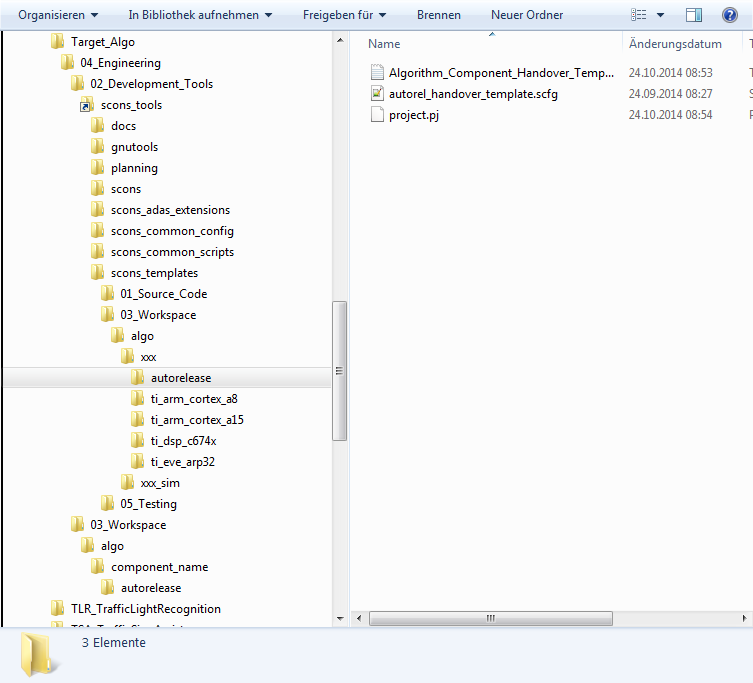 Organisieren In Bibliothek aufnehmen Freigeben für Brennen Neuer Ordner
Target_Algo
04_Engineering
02_Development_Tools
scons_tools
docs
gnutools
planning
scons
scons_adas_extensions
scons_common_config
scons_common_scripts
scons_templates
01_Source_Code
03_Workspace
algo
xxx
autorelease
ti_arm_cortex_a8
ti_arm_cortex_a15
ti_dsp_c674x
ti_eve_arp32
xxx_sim
05_Testing
03_Workspace
algo
component_name
autorelease
TLR_TrafficLightRecognition
Name Änderungsdatum
Algorithm_Component_Handover_Temp... 24.10.2014 08:53
autorel_handover_template.scfg 24.09.2014 08:27
project.pj 24.10.2014 08:54
3 Elemente